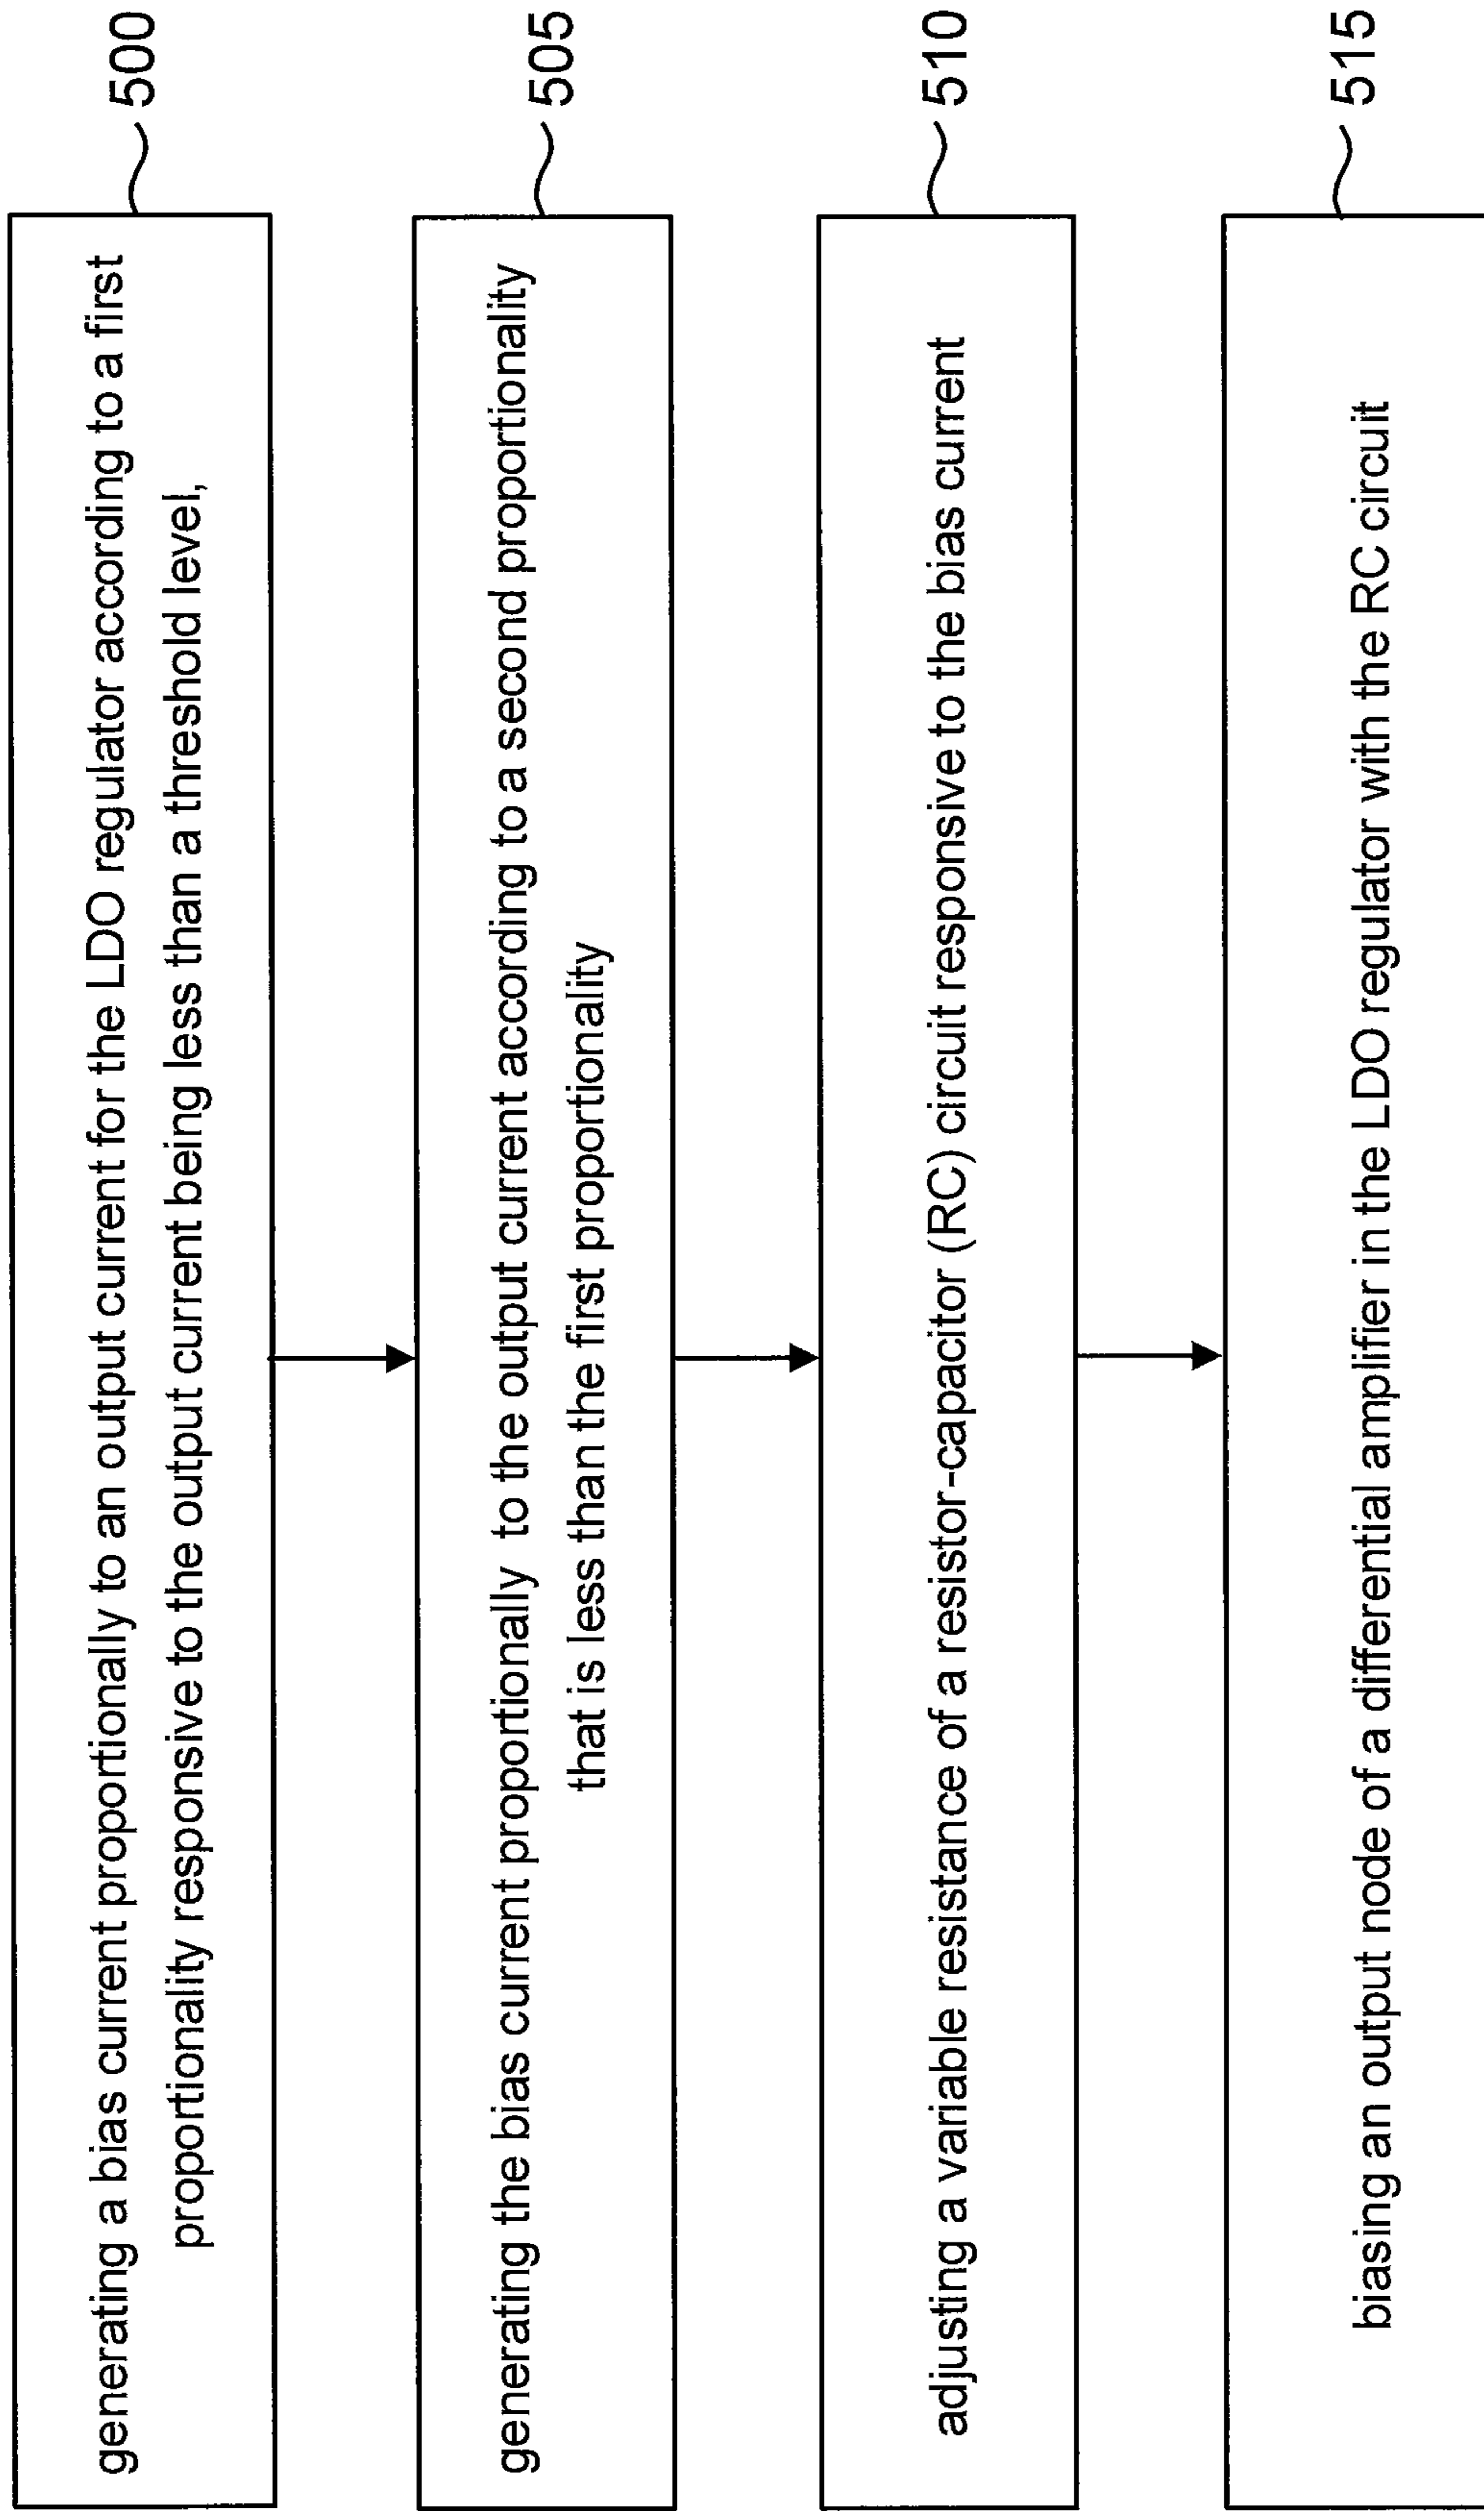 generating a bias current proportionally to an output current for the LDO regulator according to a first
proportionality responsive to the output current being less than a threshold level,
500
generating the bias current proportionally to the output current according to a second proportionality
that is less than the first proportionality
505
adjusting a variable resistance of a resistor-capacitor (RC) circuit responsive to the bias current
510
biasing an output node of a differential amplifier in the LDO regulator with the RC circuit
515